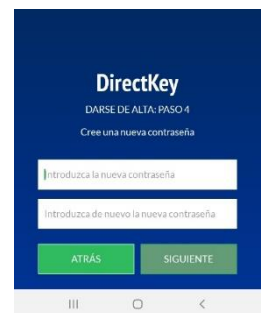 DirectKey
DARSE DE ALTA: PASO 4
Cree una nueva contraseña
Introduzca la nueva contraseña
Introduzca de nuevo la nueva contraseña
ATRÁS SIGUIENTE